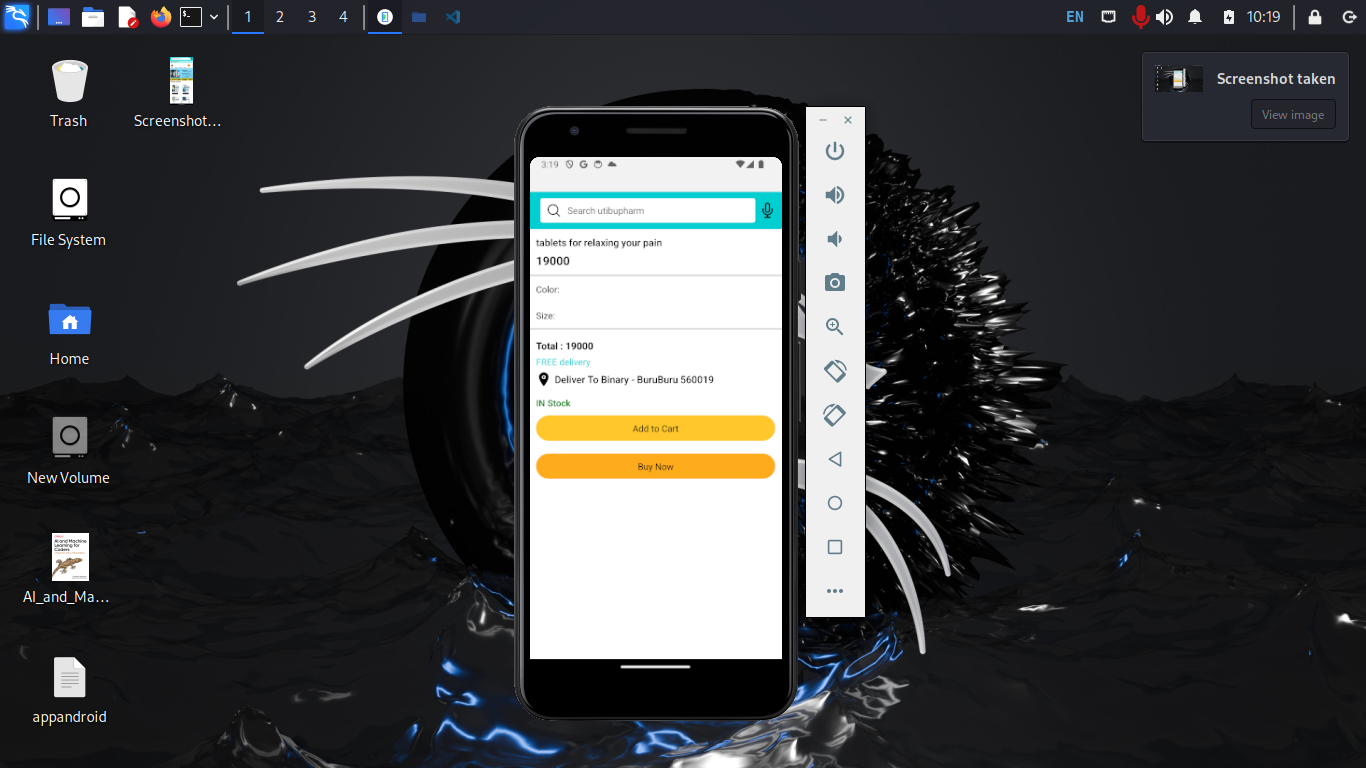 1 2 3 4
EN
10:19
Screenshot taken
View image
Trash
Screenshot...
File System
Home
New Volume
AI and Machine
Learning for
Coders
AI_and_Ma...
appandroid
3:19
Search utibupharm
tablets for relaxing your pain
19000
Color:
Size:
Total : 19000
FREE delivery
Deliver To Binary - BuruBuru 560019
IN Stock
Add to Cart
Buy Now